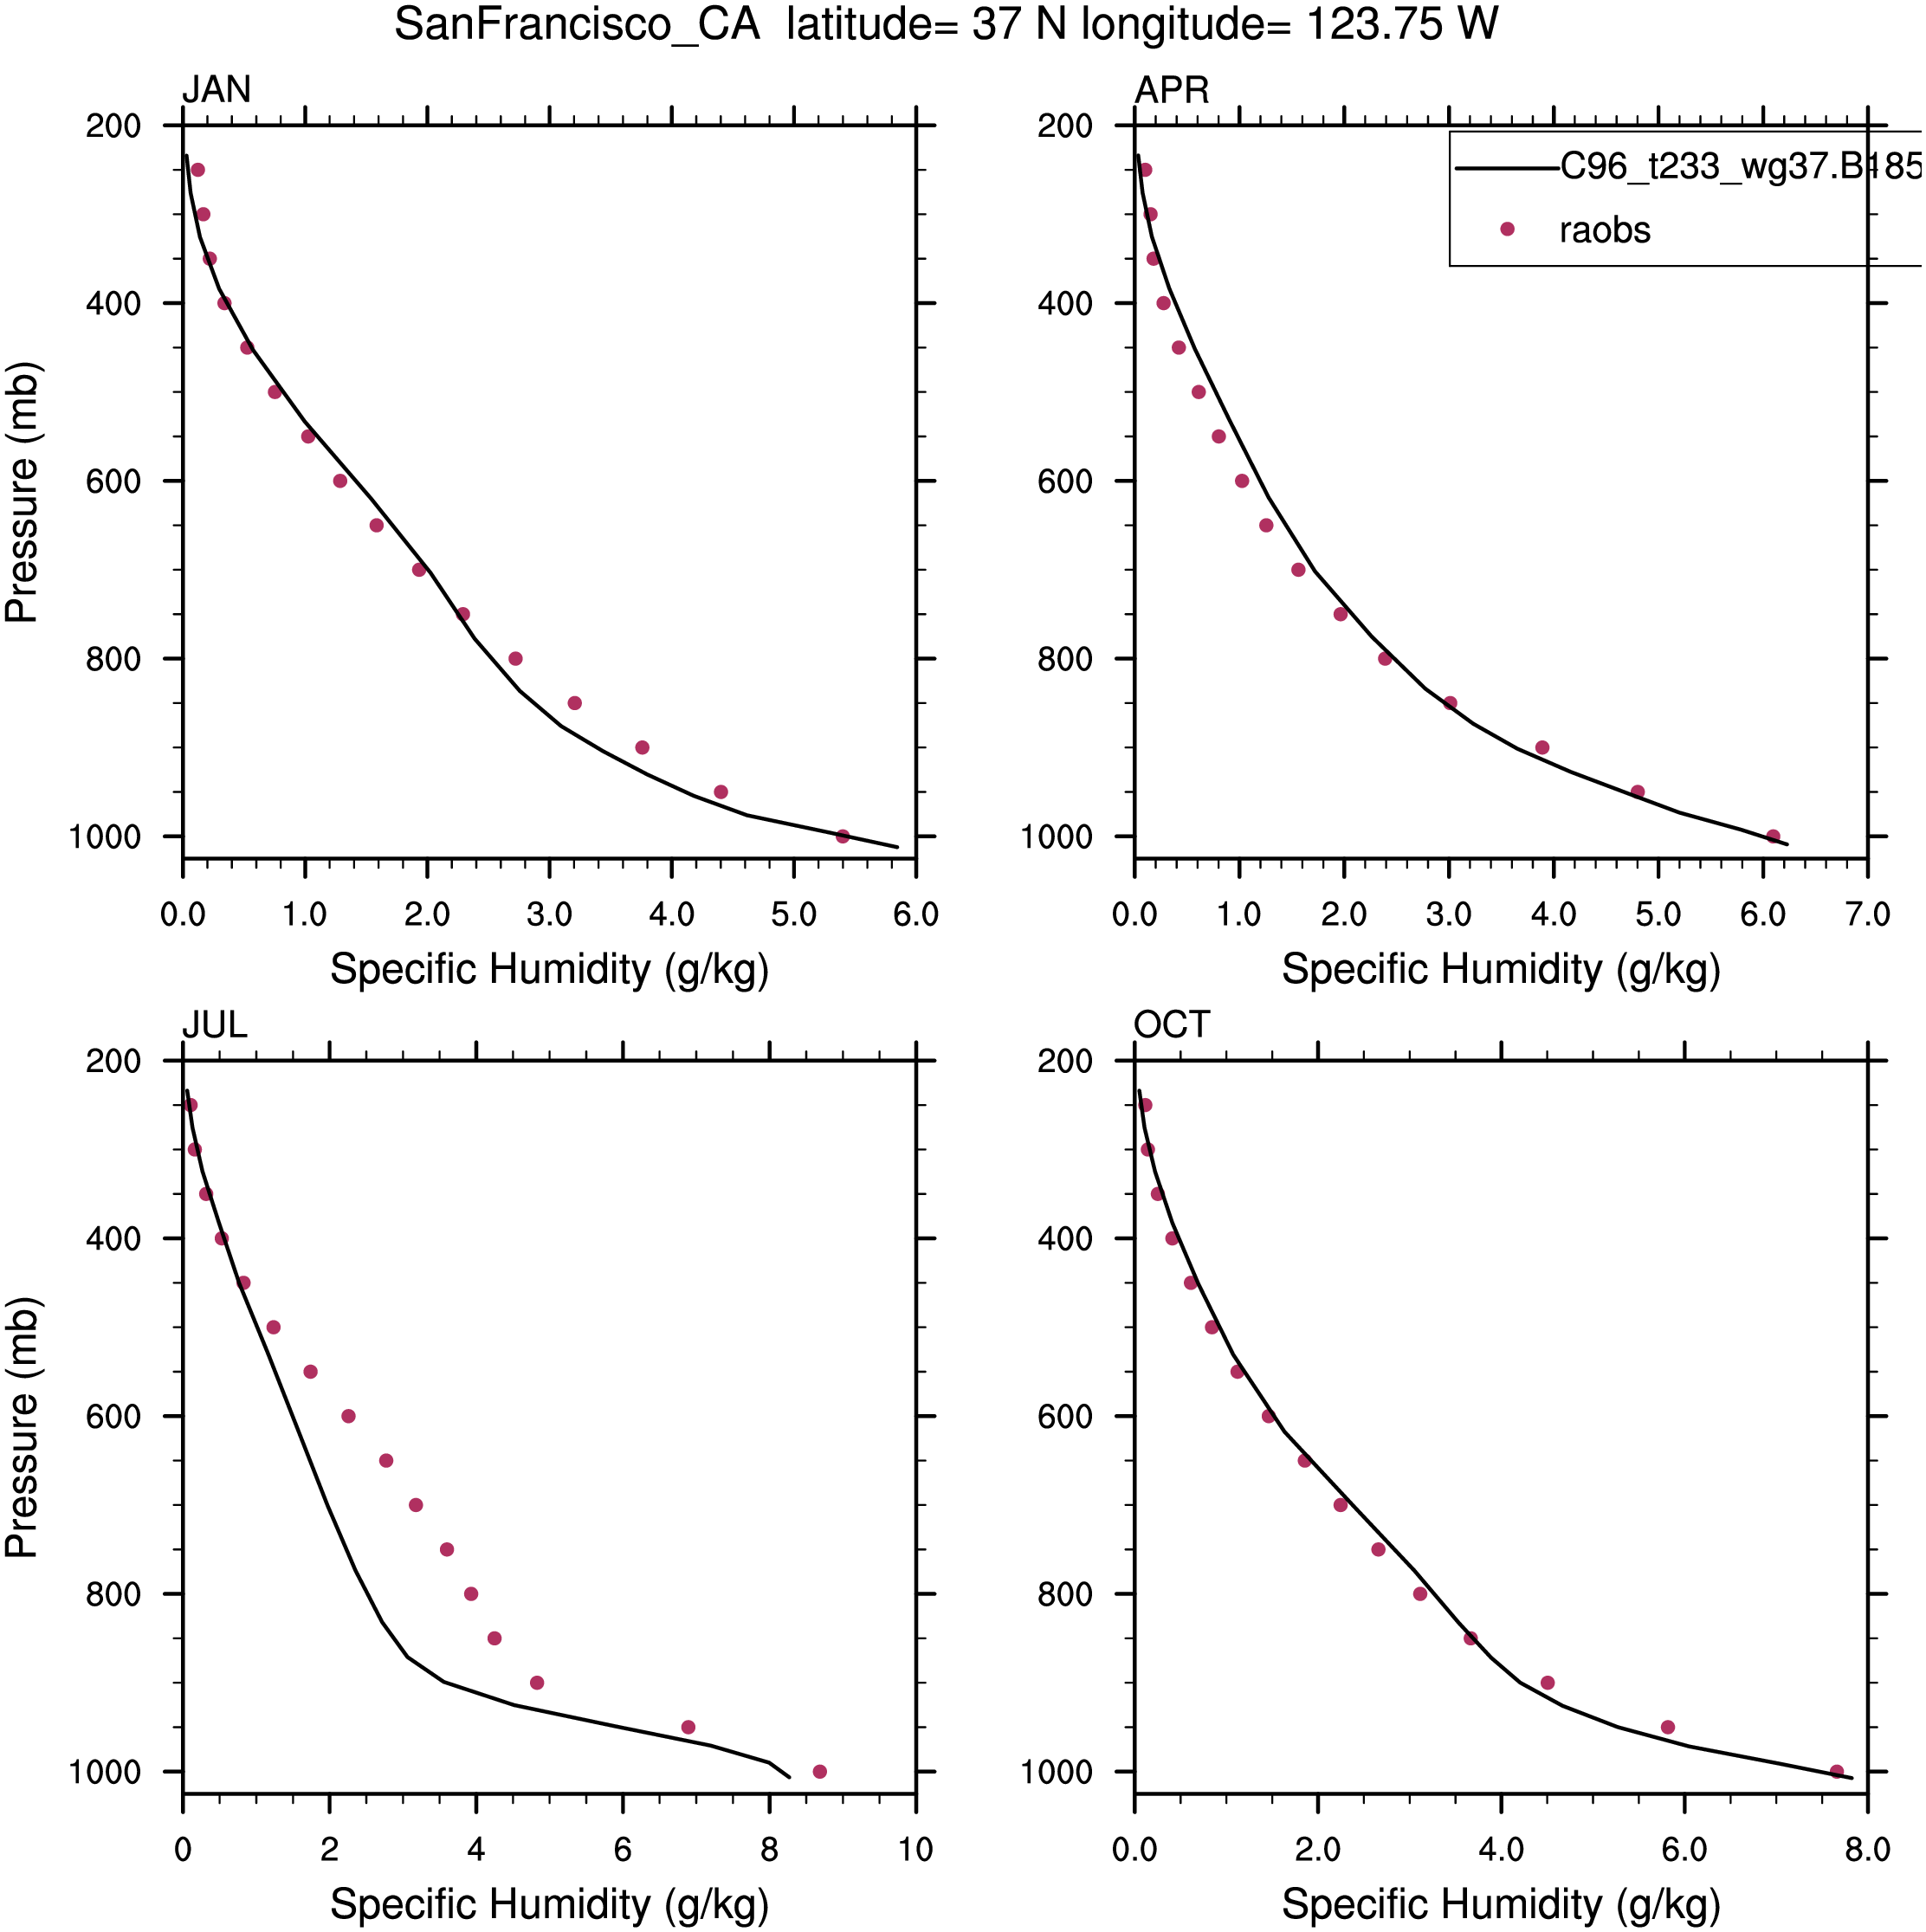 SanFrancisco_CA latitude= 37 N longitude= 123.75 W
JAN
200
400
600
800
1000
Pressure (mb)
0.0 1.0 2.0 3.0 4.0 5.0 6.0
Specific Humidity (g/kg)
APR
C96_t233_wg37.B185
raobs
200
400
600
800
1000
0.0 1.0 2.0 3.0 4.0 5.0 6.0 7.0
Specific Humidity (g/kg)
JUL
200
400
600
800
1000
Pressure (mb)
0 2 4 6 8 10
Specific Humidity (g/kg)
OCT
200
400
600
800
1000
0.0 2.0 4.0 6.0 8.0
Specific Humidity (g/kg)